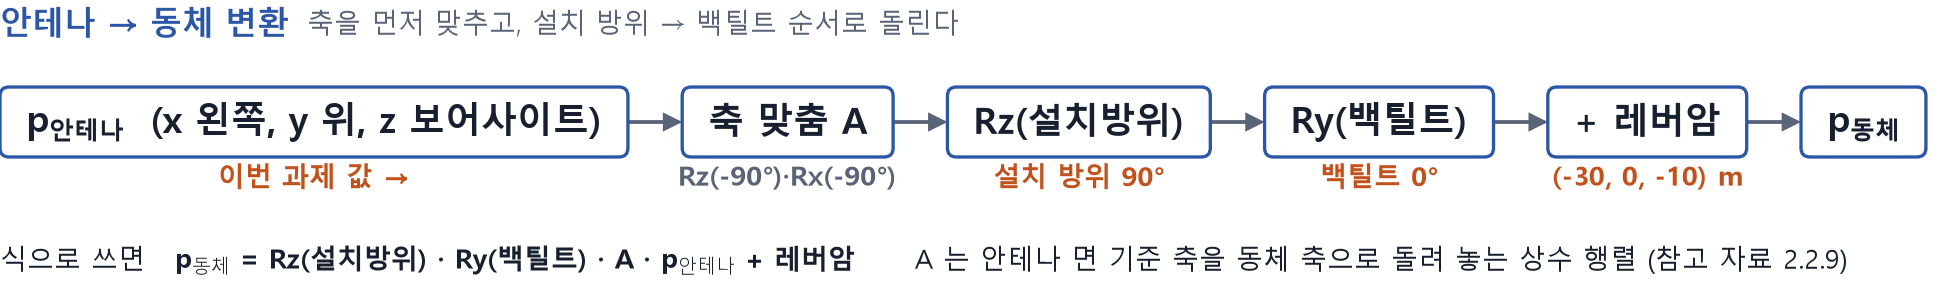 안테나 → 동체 변환 축을 먼저 맞추고, 설치 방위 → 백틸트 순서로 돌린다
p안테나 (x 왼쪽, y 위, z 보어사이트) 축 맞춤 A Rz(설치방위) Ry(백틸트) + 레버암 p동체
이번 과제 값 → Rz(-90°)·Rx(-90°) 설치 방위 90° 백틸트 0° (-30, 0, -10) m
식으로 쓰면 p동체 = Rz(설치방위) · Ry(백틸트) · A · p안테나 + 레버암 A 는 안테나 면 기준 축을 동체 축으로 돌려 놓는 상수 행렬 (참고 자료 2.2.9)